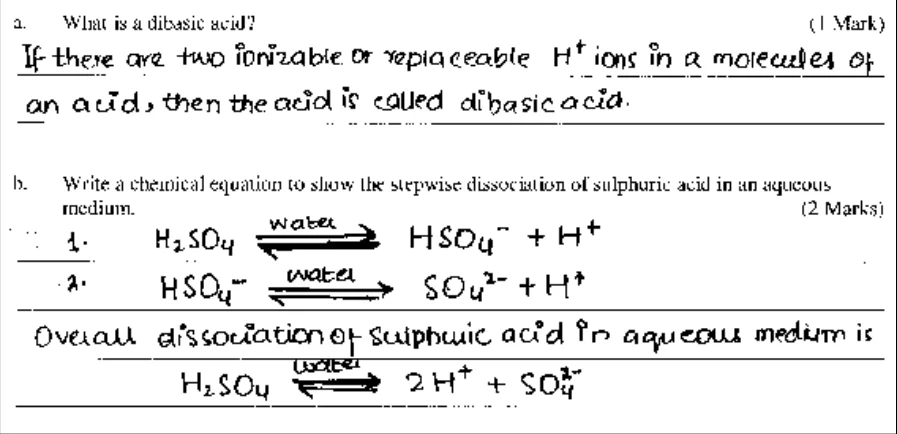 a. What is a dibasic acid? (1 Mark)
If there are two ionizable or replaceable H⁺ ions in a molecules of
an acid, then the acid is called dibasic acid.
b. Write a chemical equation to show the stepwise dissociation of sulphuric acid in an aqueous
medium. (2 Marks)
1. H₂SO₄ ⇌ water HSO₄⁻ + H⁺
2. HSO₄⁻ ⇌ water SO₄²⁻ + H⁺
Overall dissociation of sulphuric acid in aqueous medium is
H₂SO₄ ⇌ water 2H⁺ + SO₄²⁻